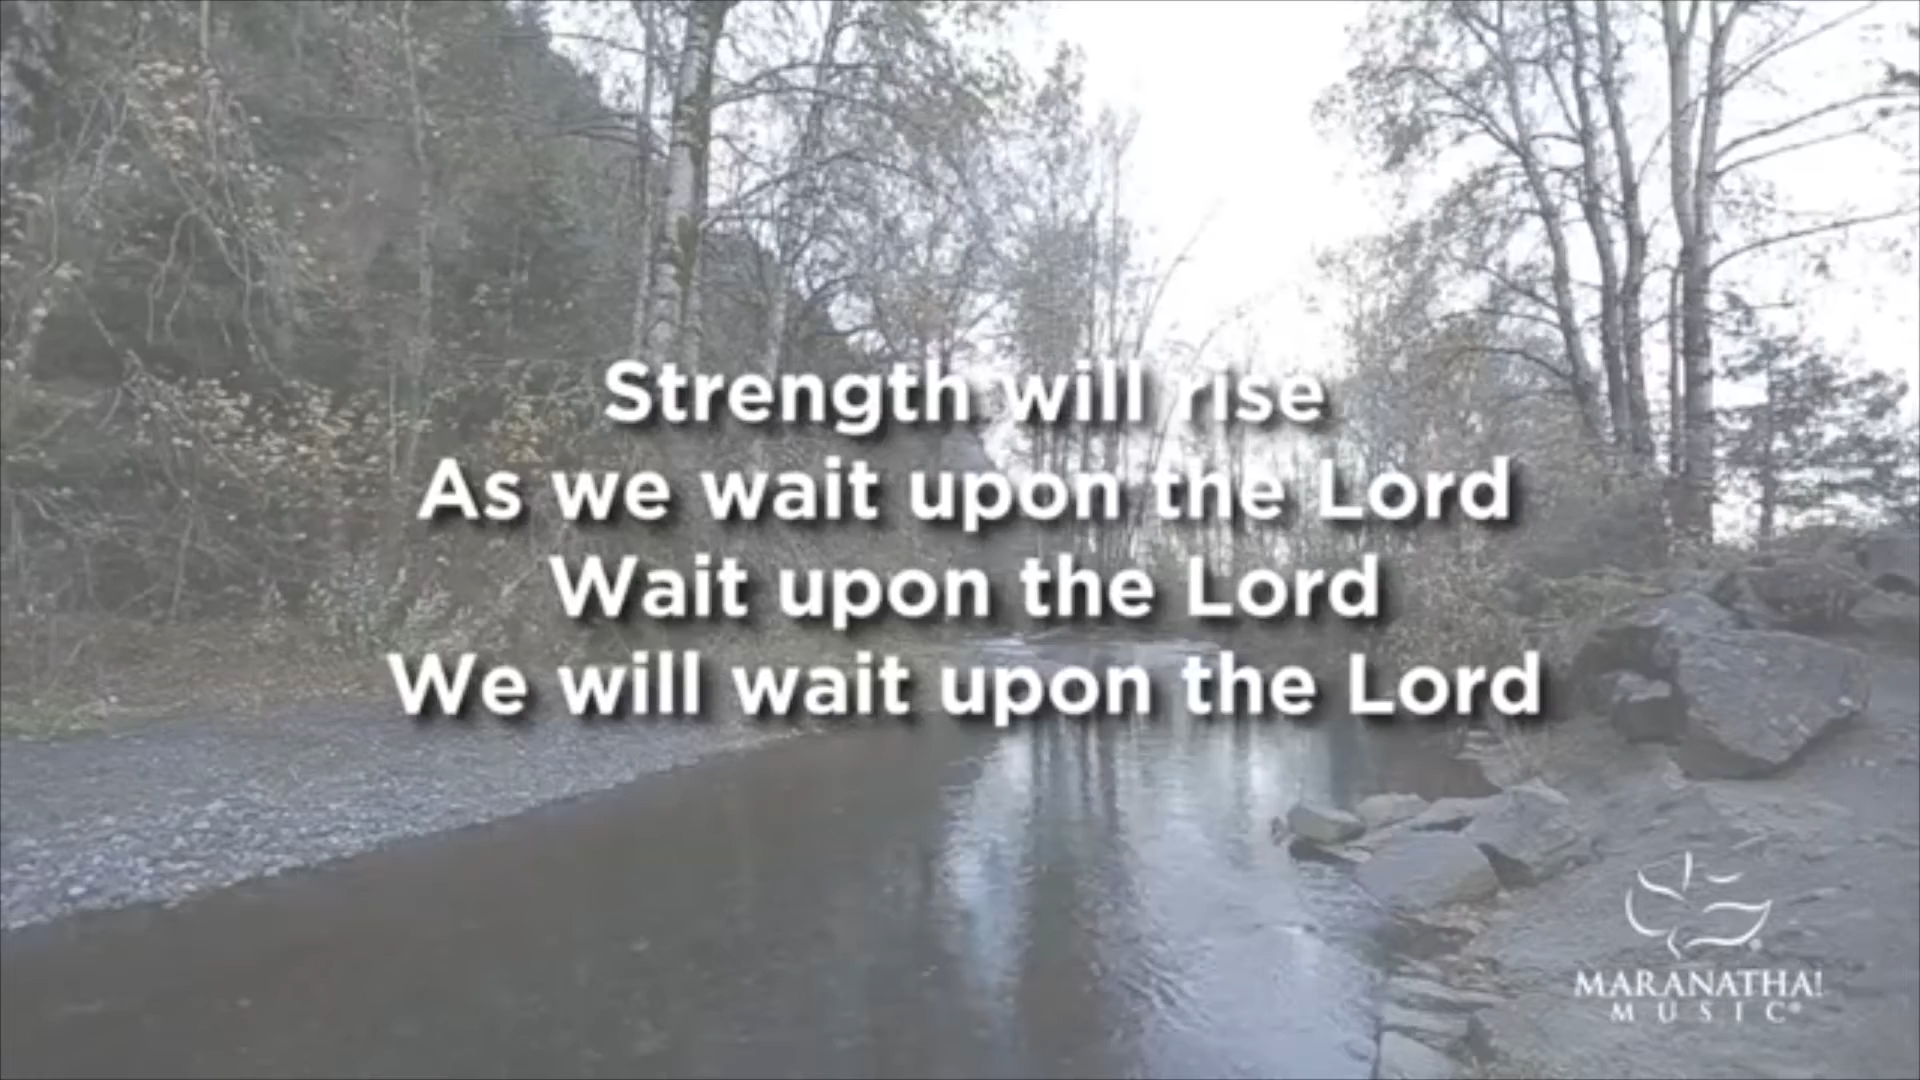 Strength will rise
As we wait upon the Lord
Wait upon the Lord
We will wait upon the Lord
MARANATHA!
MUSIC®